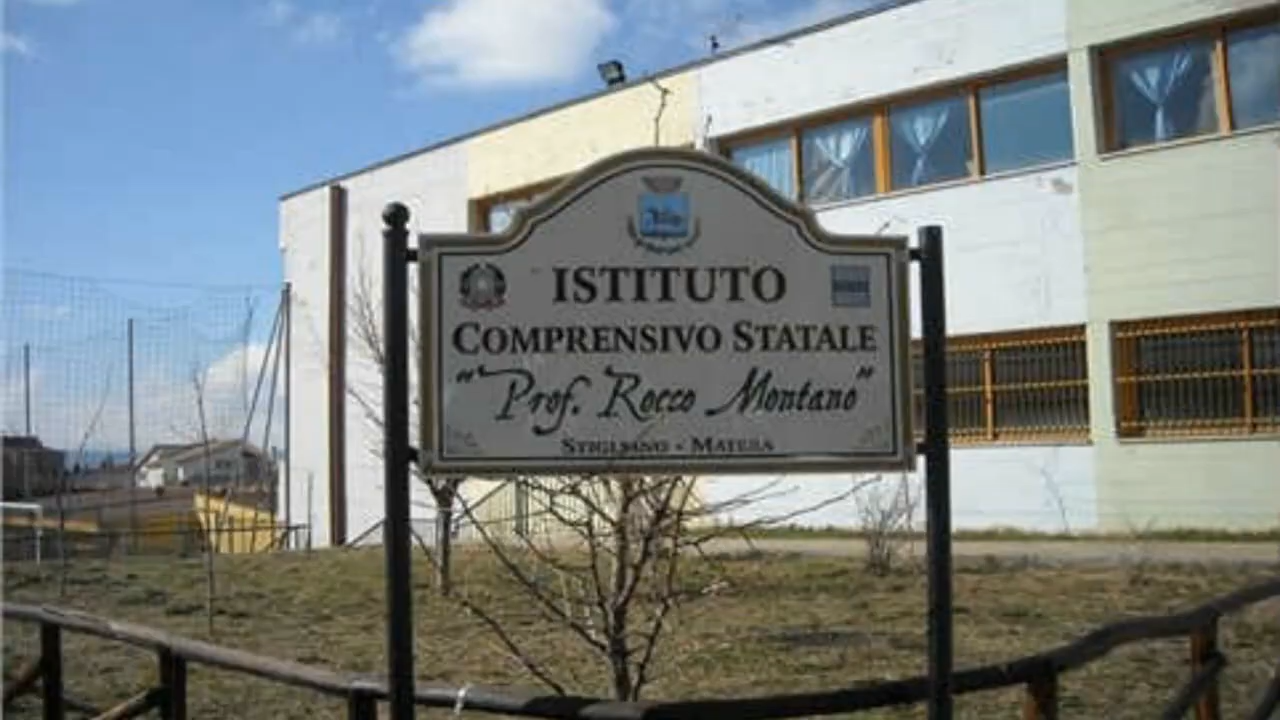 ISTITUTO
COMPRENSIVO STATALE
"Prof. Rocco Montano"
STIGLIANO - MATERA